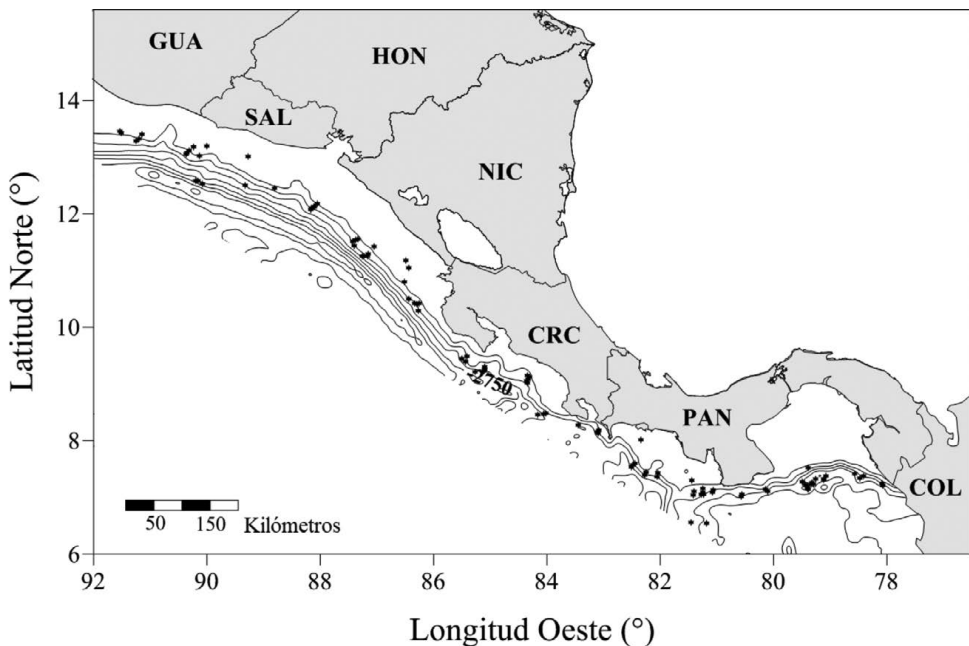 GUA
HON
14
SAL
NIC
12
Latitud Norte (°)
10
CRC
2750
PAN
8
COL
50 150 Kilómetros
6
92 90 88 86 84 82 80 78
Longitud Oeste (°)